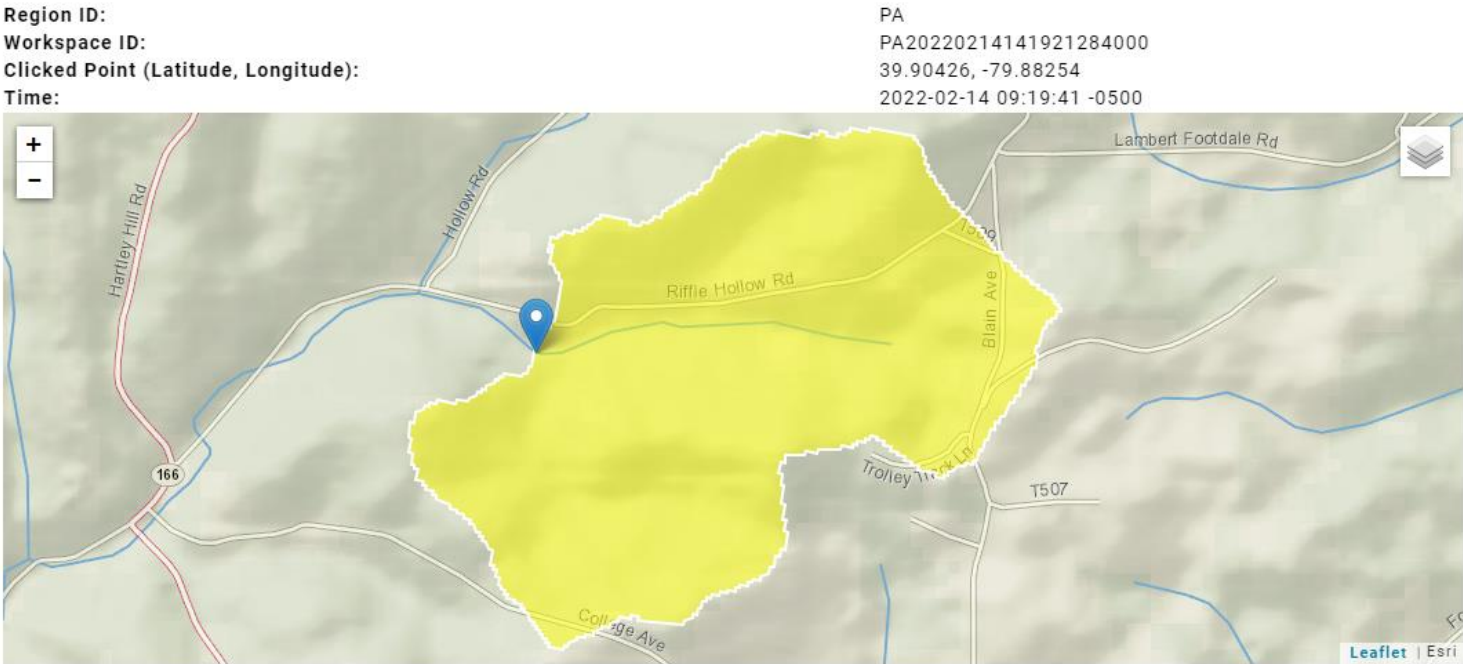 Region ID: PA
Workspace ID: PA20220214141921284000
Clicked Point (Latitude, Longitude): 39.90426, -79.88254
Time: 2022-02-14 09:19:41 -0500
+
−
Lambert Footdale Rd
Hollow Rd
Hartley Hill Rd
T509
Riffle Hollow Rd
Blain Ave
166
Trolley Track Ln
T507
College Ave
Leaflet | Esri